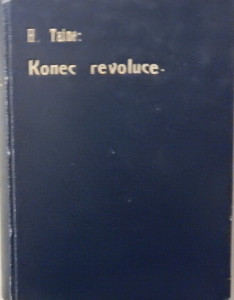 H. Taine:
Konec revoluce.